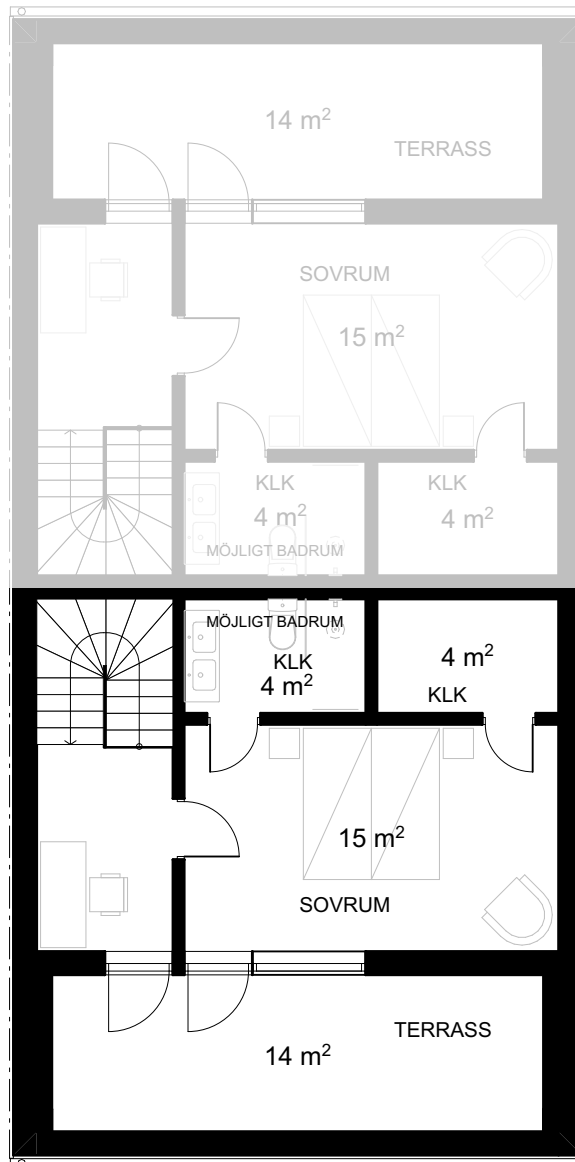 14 m²
TERRASS
SOVRUM
15 m²
KLK
4 m²
MÖJLIGT BADRUM
KLK
4 m²
MÖJLIGT BADRUM
KLK
4 m²
4 m²
KLK
15 m²
SOVRUM
TERRASS
14 m²